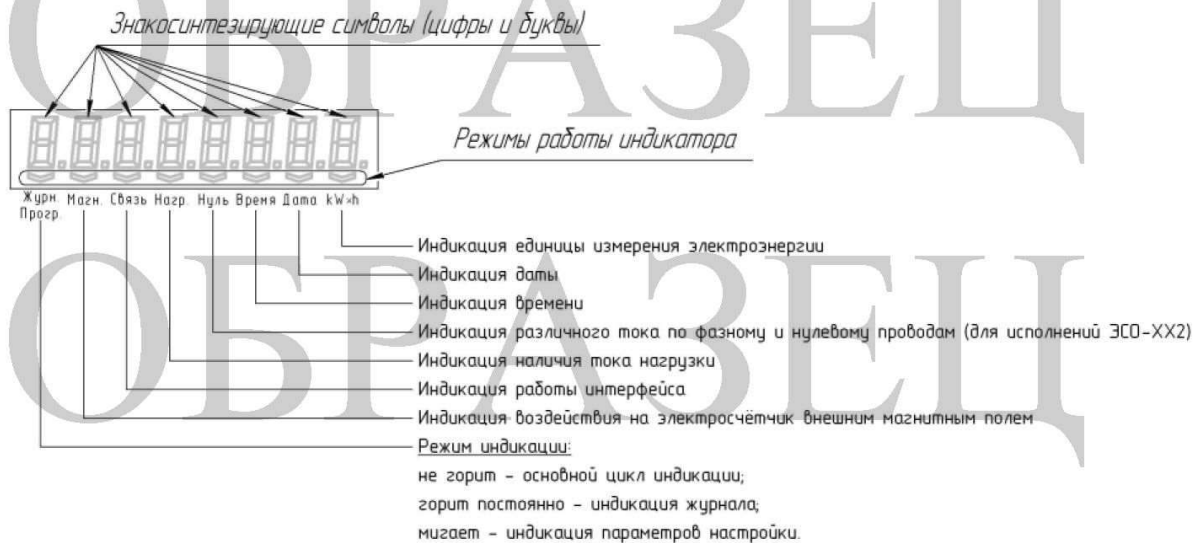 ОБРАЗЕЦ
Знакосинтезирующие символы (цифры и буквы)
Режимы работы индикатора
Журн. Магн. Связь Нагр. Нуль Время Дата kW×h
Прогр.
Индикация единицы измерения электроэнергии
Индикация даты
Индикация времени
Индикация различного тока по фазному и нулевому проводам (для исполнений ЭСО-ХХ2)
Индикация наличия тока нагрузки
Индикация работы интерфейса
Индикация воздействия на электросчётчик внешним магнитным полем
Режим индикации:
не горит - основной цикл индикации;
горит постоянно - индикация журнала;
мигает - индикация параметров настройки.
ОБРАЗЕЦ